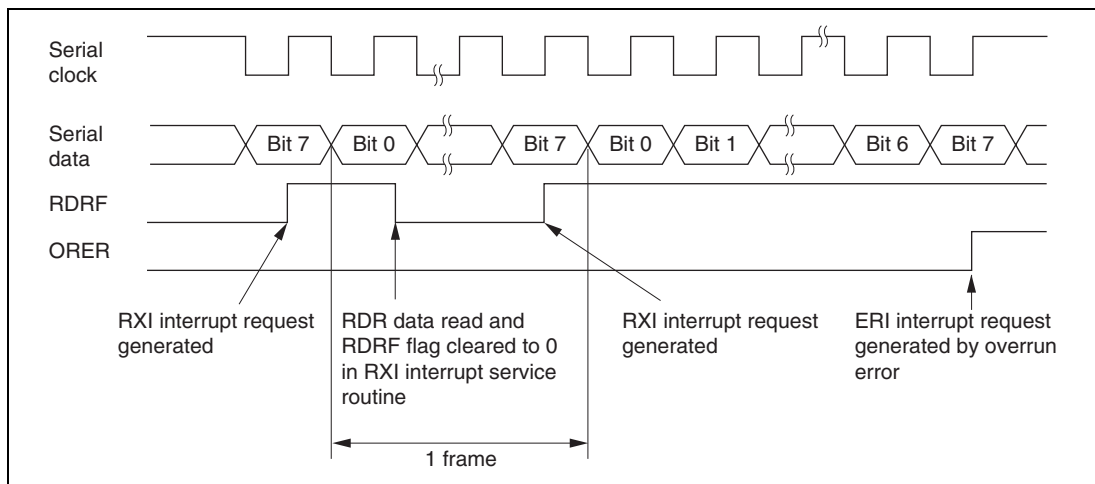 Serial
clock
Serial
data
Bit 7
Bit 0
Bit 7
Bit 0
Bit 1
Bit 6
Bit 7
RDRF
ORER
RXI interrupt request
generated
RDR data read and
RDRF flag cleared to 0
in RXI interrupt service
routine
RXI interrupt request
generated
ERI interrupt request
generated by overrun
error
1 frame